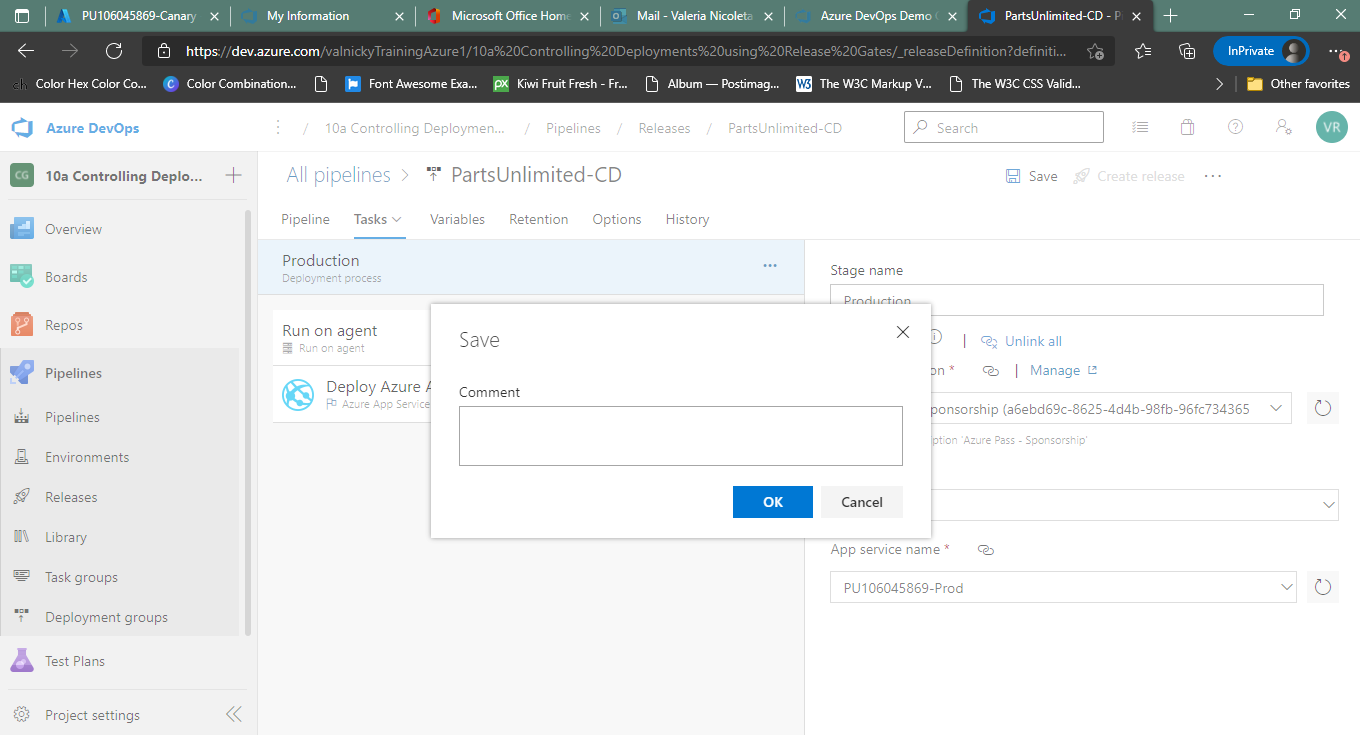 PU106045869-Canary
My Information
Microsoft Office Home
Mail - Valeria Nicoleta
Azure DevOps Demo
PartsUnlimited-CD - P
https://dev.azure.com/valnickyTrainingAzure1/10a%20Controlling%20Deployments%20using%20Release%20Gates/_releaseDefinition?definiti...
InPrivate
Color Hex Color Co...
Color Combination...
Font Awesome Exa...
Kiwi Fruit Fresh - Fr...
Album — Postimag...
The W3C Markup V...
The W3C CSS Valid...
Other favorites
Azure DevOps
/ 10a Controlling Deploymen... / Pipelines / Releases / PartsUnlimited-CD
Search
VR
CG
10a Controlling Deplo...
Overview
Boards
Repos
Pipelines
Pipelines
Environments
Releases
Library
Task groups
Deployment groups
Test Plans
Project settings
All pipelines > PartsUnlimited-CD
Save
Create release
Pipeline
Tasks
Variables
Retention
Options
History
Production
Deployment process
Run on agent
Run on agent
Deploy Azure A
Azure App Service
Stage name
Production
| Unlink all
on * | Manage
ponsorship (a6ebd69c-8625-4d4b-98fb-96fc734365
ption 'Azure Pass - Sponsorship'
App service name *
PU106045869-Prod
Save
Comment
OK
Cancel